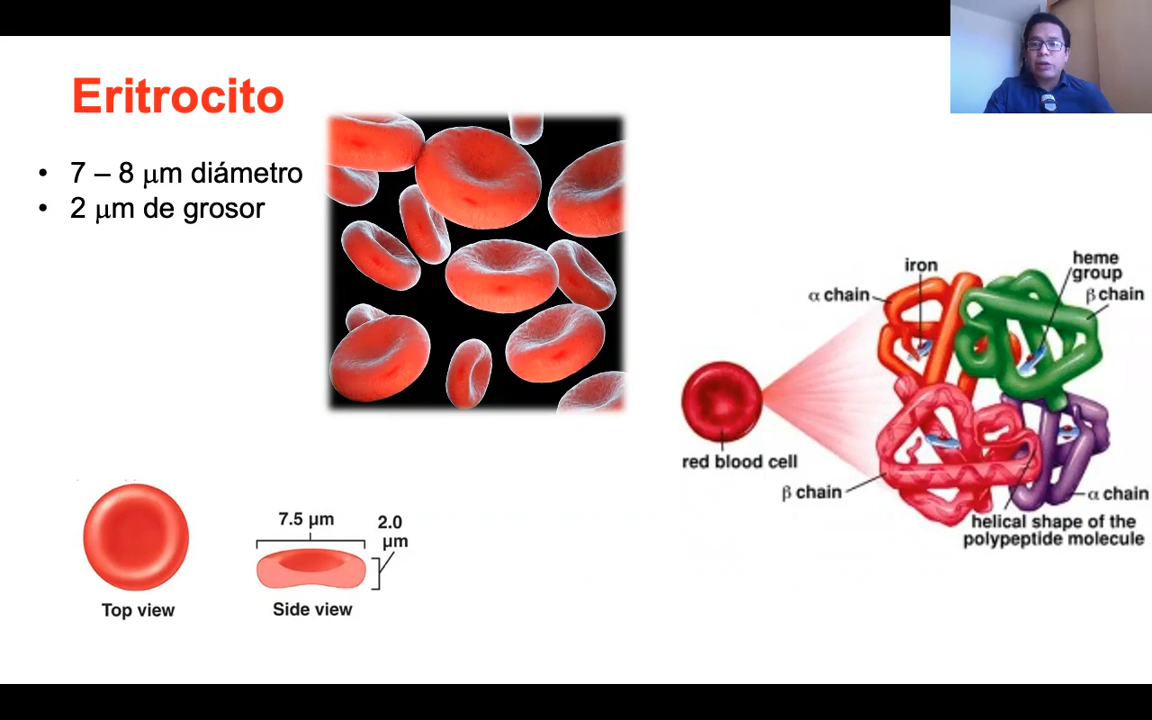 Eritrocito
• 7 – 8 μm diámetro
• 2 μm de grosor
iron
heme
group
α chain
β chain
red blood cell
β chain
α chain
helical shape of the
polypeptide molecule
7.5 μm
2.0
μm
Top view
Side view